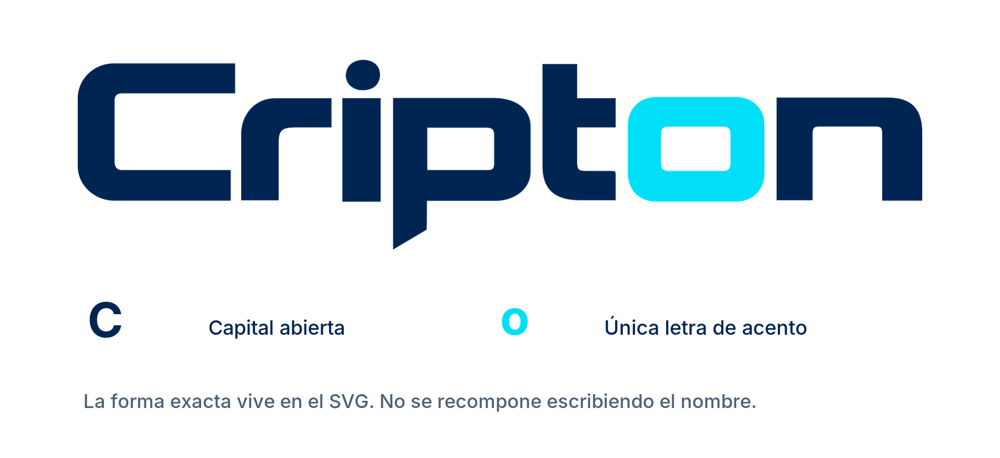 Cripton
C Capital abierta o Única letra de acento
La forma exacta vive en el SVG. No se recompone escribiendo el nombre.